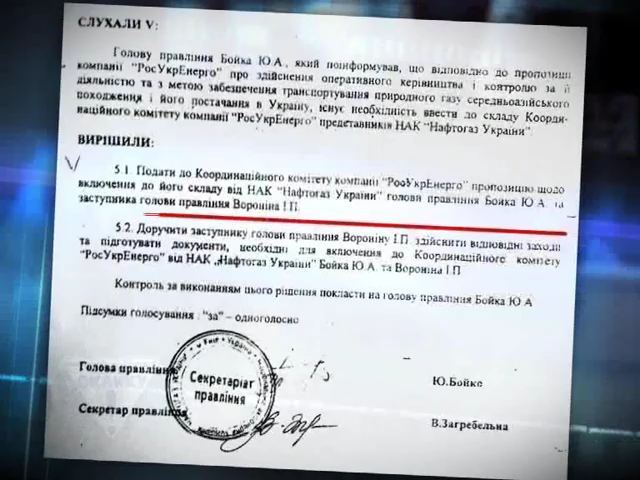 СЛУХАЛИ V:
Голову правління Бойка Ю.А., який поінформував, що відповідно до пропозиції
компанії "РосУкрЕнерго" про здійснення оперативного керівництва і контролю за її
діяльністю та з метою забезпечення транспортування природного газу середньоазійського
походження і його постачання в Україну, існує необхідність ввести до складу Коорди-
наційного комітету компанії "РосУкрЕнерго" представників НАК "Нафтогаз України".
ВИРІШИЛИ:
5.1. Подати до Координаційного комітету компанії "РосУкрЕнерго" пропозицію щодо
включення до його складу від НАК "Нафтогаз України" голови правління Бойка Ю.А. та
заступника голови правління Вороніна І.П.
5.2. Доручити заступнику голови правління Вороніну І.П. здійснити відповідні заходи
та підготувати документи, необхідні для включення до Координаційного комітету
"РосУкрЕнерго" від НАК „Нафтогаз України" Бойка Ю.А. та Вороніна І.П.
Контроль за виконанням цього рішення покласти на голову правління Бойка Ю.А.
Підсумки голосування : "за" – одноголосно
Голова правління
Ю.Бойко
Секретаріат
правління
Секретар правління
В.Загребельна